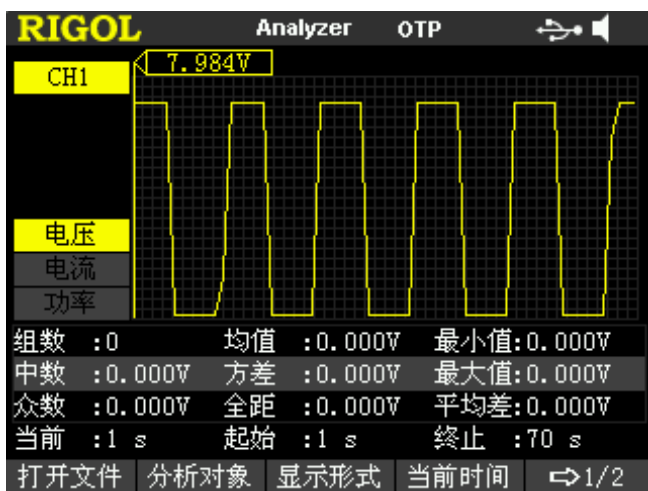 RIGOL Analyzer OTP
CH1 7.984V
电压
电流
功率
组数 :0 均值 :0.000V 最小值:0.000V
中数 :0.000V 方差 :0.000V 最大值:0.000V
众数 :0.000V 全距 :0.000V 平均差:0.000V
当前 :1 s 起始 :1 s 终止 :70 s
打开文件 分析对象 显示形式 当前时间 ⇨1/2